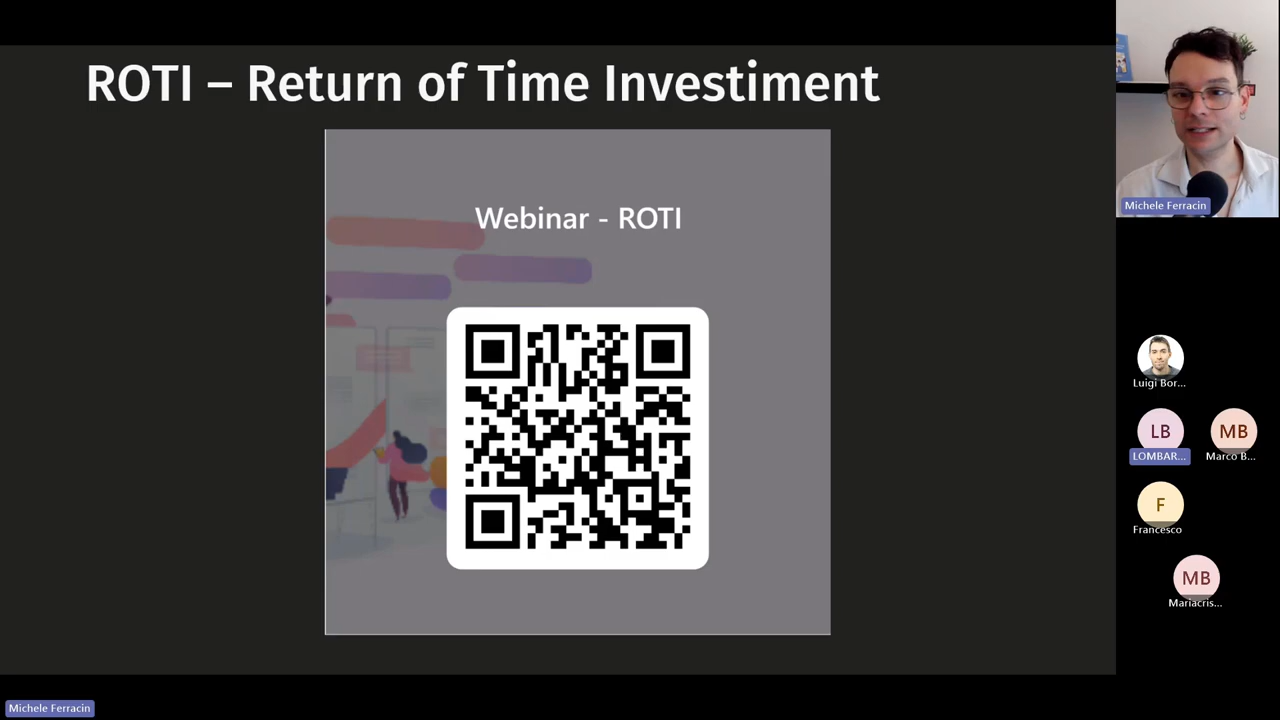 ROTI – Return of Time Investiment
Webinar - ROTI
Michele Ferracin
Luigi Bor...
LB
LOMBAR...
MB
Marco B...
F
Francesco
MB
Mariacris...
Michele Ferracin